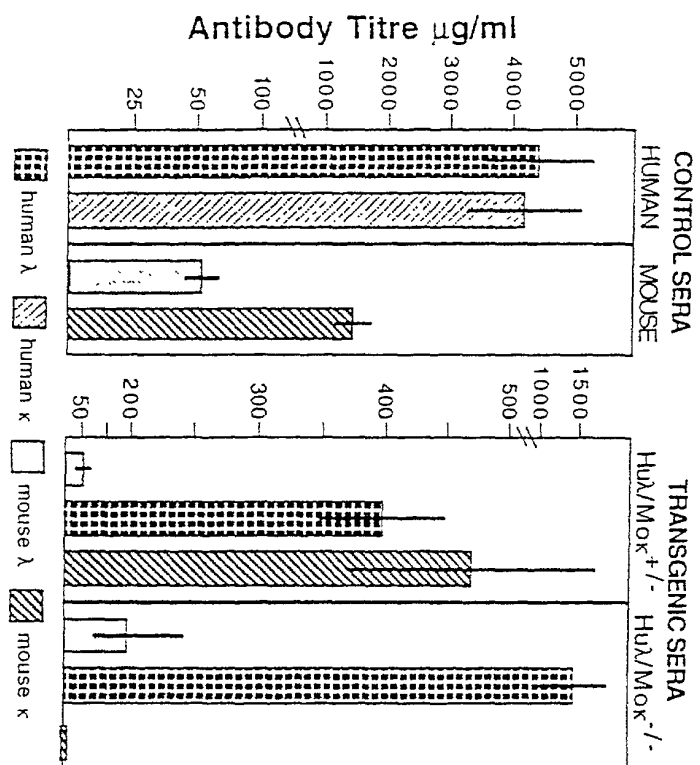 Antibody Titre µg/ml
CONTROL SERA
HUMAN
MOUSE
5000
4000
3000
2000
1000
100
50
25
TRANSGENIC SERA
Huλ/Moκ+/-
Huλ/Moκ-/-
1500
1000
500
400
300
200
50
human λ
human κ
mouse λ
mouse κ